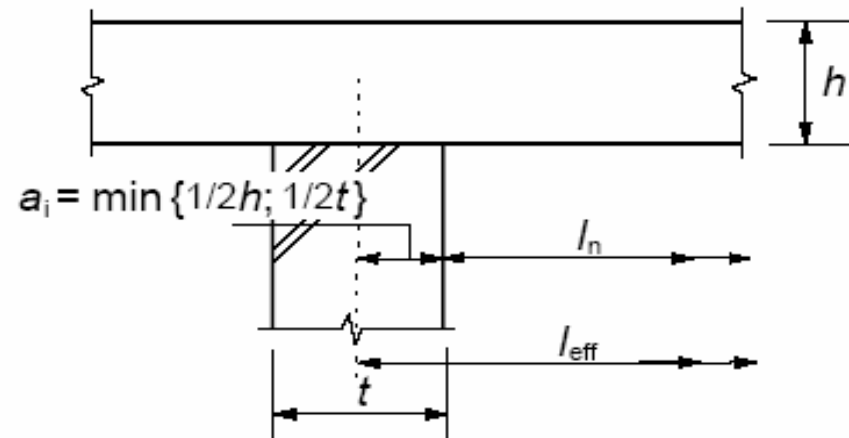 h
aᵢ = min {1/2h; 1/2t}
lₙ
l_eff
t